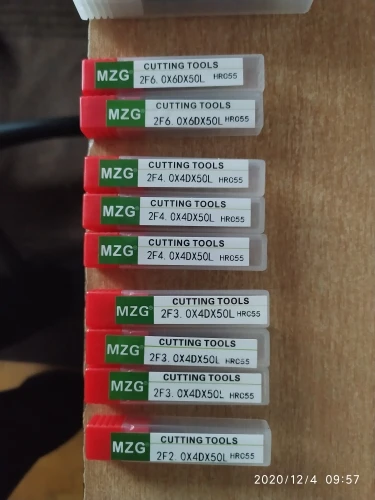 MZG
CUTTING TOOLS
2F6.0X6DX50L HRC55
MZG
CUTTING TOOLS
2F6.0X6DX50L HRC55
MZG
CUTTING TOOLS
2F4.0X4DX50L HRC55
MZG
CUTTING TOOLS
2F4.0X4DX50L HRC55
MZG
CUTTING TOOLS
2F4.0X4DX50L HRC55
MZG
CUTTING TOOLS
2F3.0X4DX50L HRC55
MZG
CUTTING TOOLS
2F3.0X4DX50L HRC55
MZG
CUTTING TOOLS
2F3.0X4DX50L HRC55
MZG
CUTTING TOOLS
2F2.0X4DX50L HRC55
2020/12/4 09:57